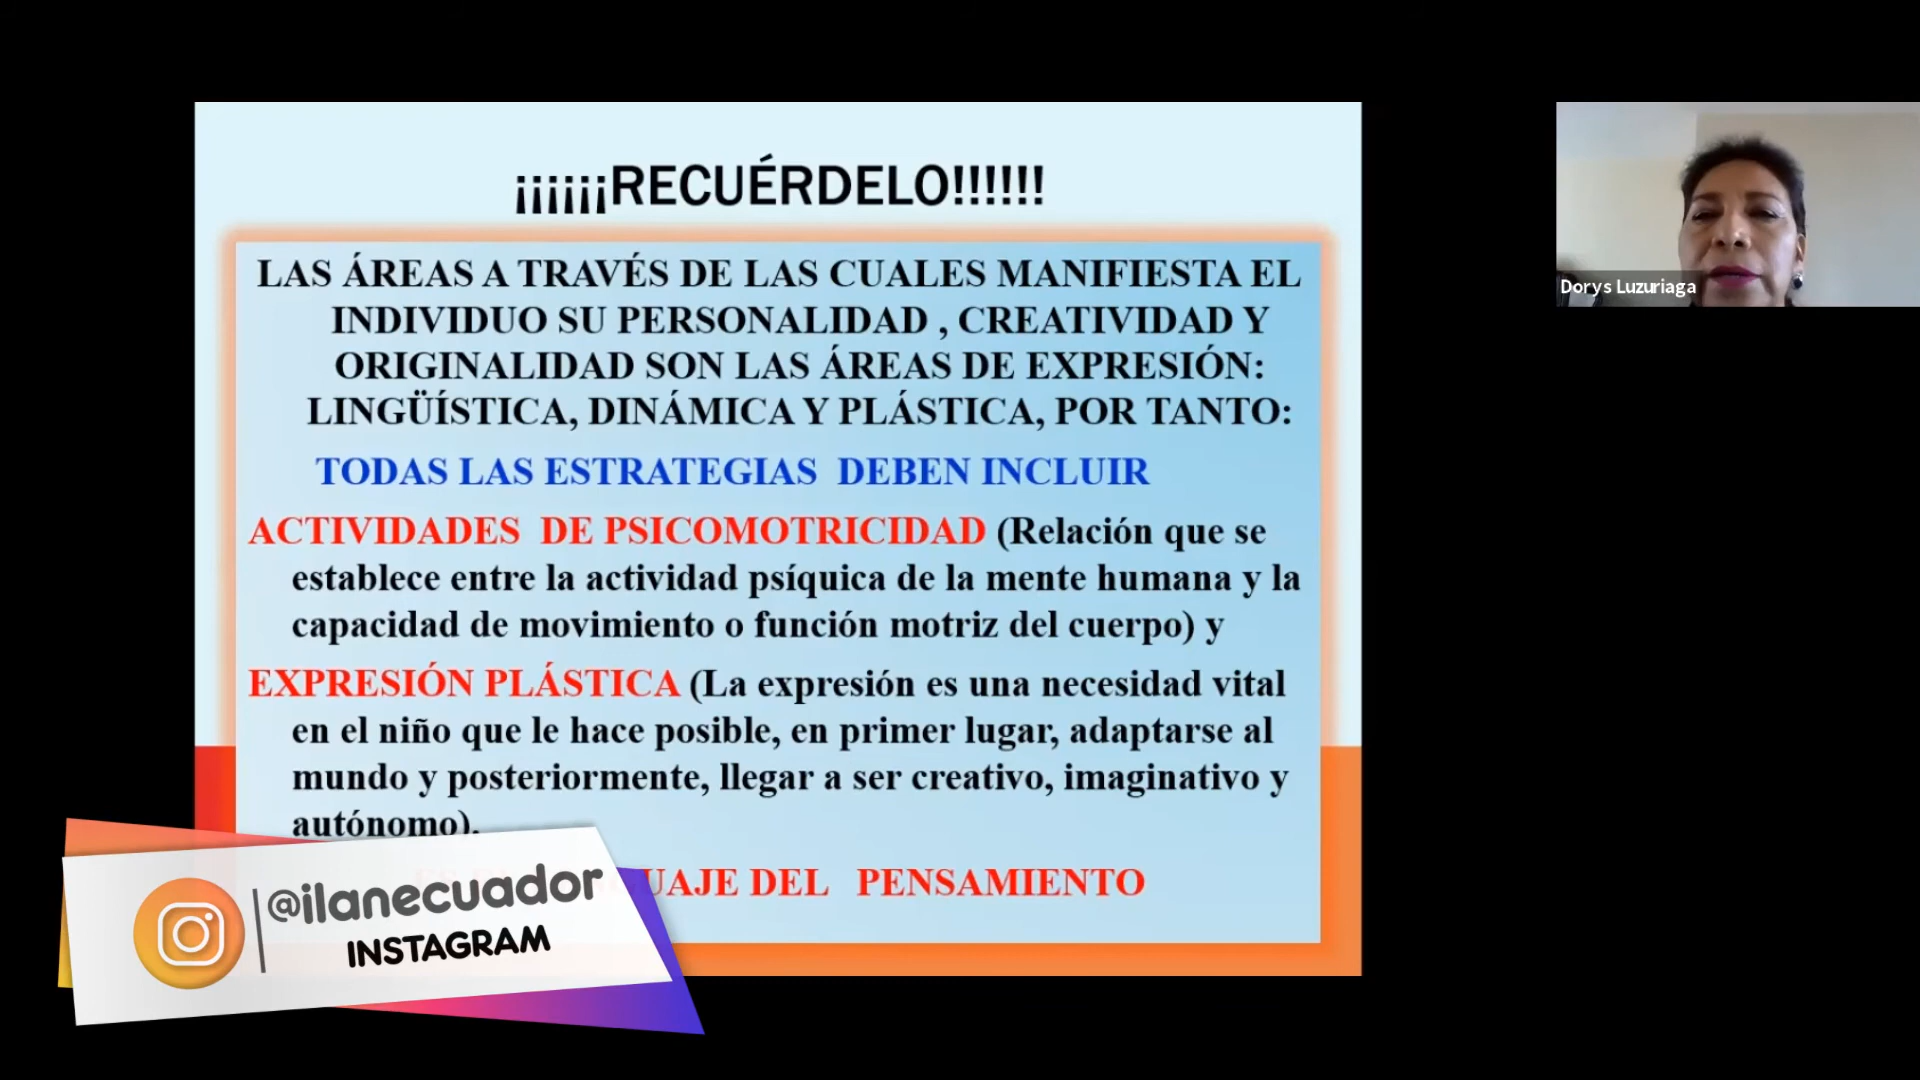 ¡¡¡¡¡¡RECUÉRDELO!!!!!!
LAS ÁREAS A TRAVÉS DE LAS CUALES MANIFIESTA EL
INDIVIDUO SU PERSONALIDAD , CREATIVIDAD Y
ORIGINALIDAD SON LAS ÁREAS DE EXPRESIÓN:
LINGÜÍSTICA, DINÁMICA Y PLÁSTICA, POR TANTO:
TODAS LAS ESTRATEGIAS DEBEN INCLUIR
ACTIVIDADES DE PSICOMOTRICIDAD (Relación que se
establece entre la actividad psíquica de la mente humana y la
capacidad de movimiento o función motriz del cuerpo) y
EXPRESIÓN PLÁSTICA (La expresión es una necesidad vital
en el niño que le hace posible, en primer lugar, adaptarse al
mundo y posteriormente, llegar a ser creativo, imaginativo y
autónomo).
DEL PENSAMIENTO
@ilanecuador
INSTAGRAM
Dorys Luzuriaga